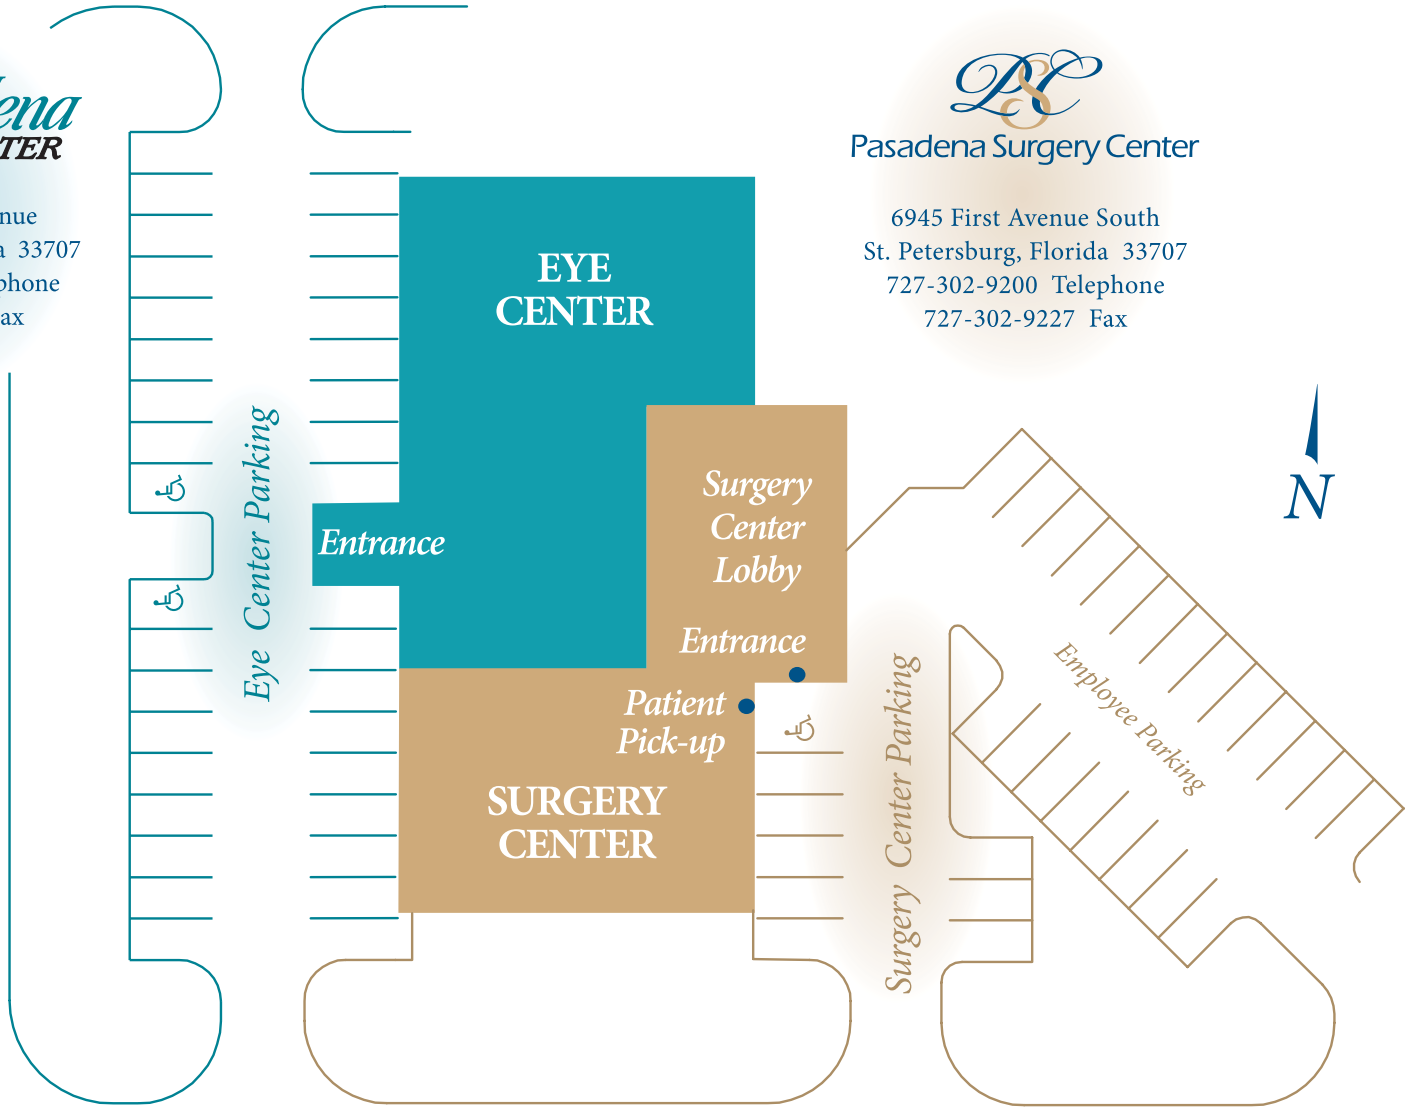 PSC
Pasadena Surgery Center
6945 First Avenue South
St. Petersburg, Florida 33707
727-302-9200 Telephone
727-302-9227 Fax
33707
EYE
CENTER
Entrance
Eye Center Parking
Surgery
Center
Lobby
Entrance
Patient
Pick-up
SURGERY
CENTER
Surgery Center Parking
Employee Parking
N